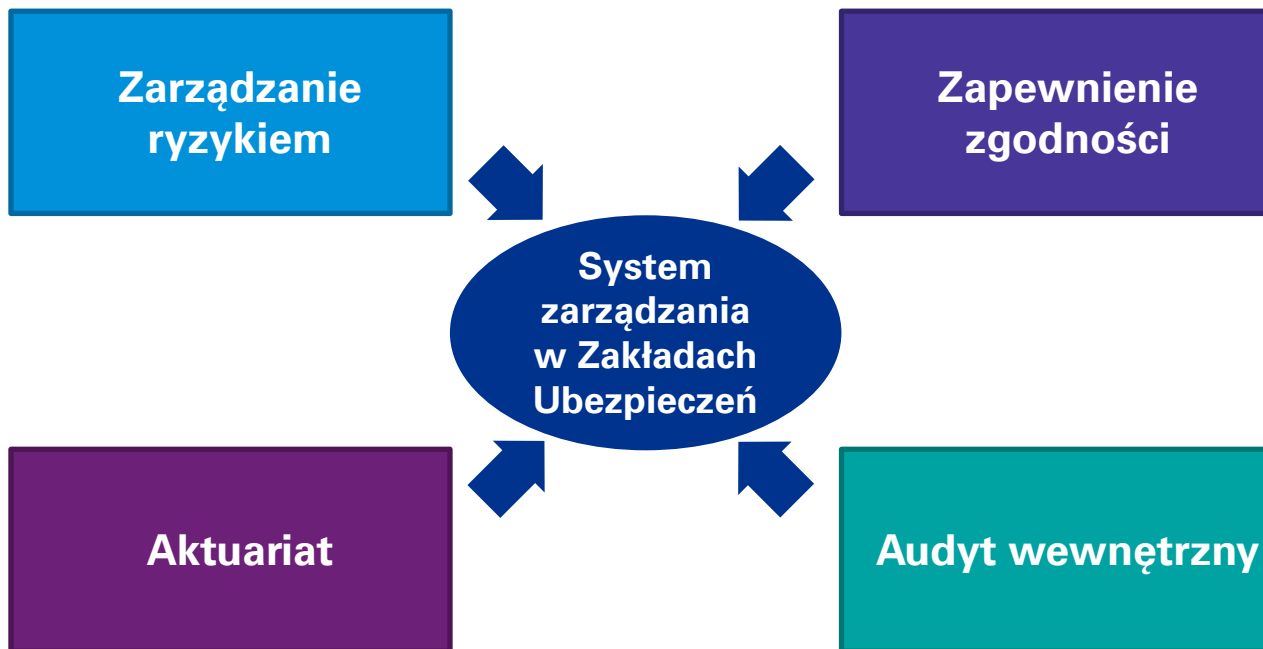 Zarządzanie
ryzykiem
Zapewnienie
zgodności
System
zarządzania
w Zakładach
Ubezpieczeń
Aktuariat
Audyt wewnętrzny